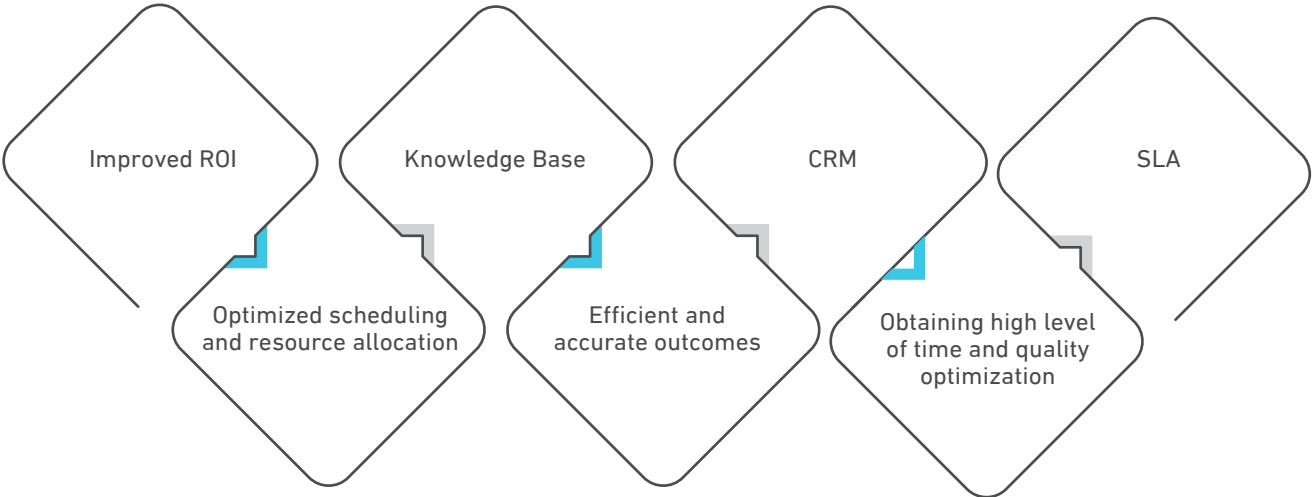 Improved ROI
Knowledge Base
CRM
SLA
Optimized scheduling
and resource allocation
Efficient and
accurate outcomes
Obtaining high level
of time and quality
optimization